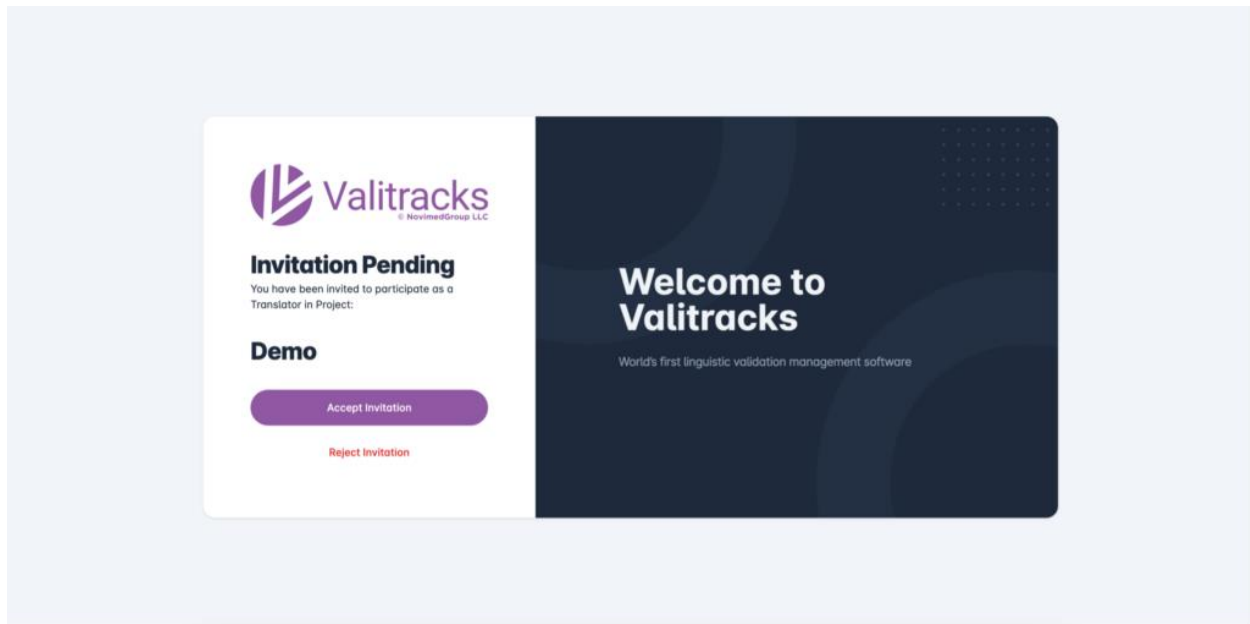 Valitracks
© NovimedGroup LLC
Invitation Pending
You have been invited to participate as a
Translator in Project:
Demo
Accept Invitation
Reject Invitation
Welcome to
Valitracks
World's first linguistic validation management software